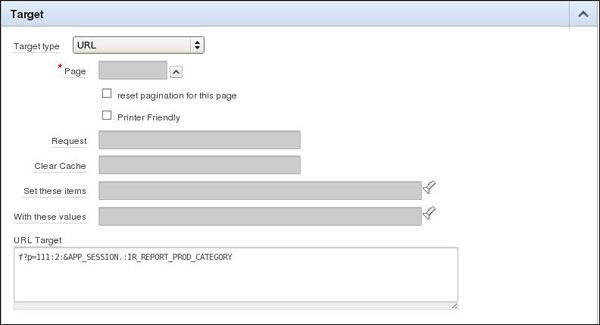 Target
Target type URL
* Page
reset pagination for this page
Printer Friendly
Request
Clear Cache
Set these items
With these values
URL Target
f?p=111:2:&APP_SESSION.:IR_REPORT_PROD_CATEGORY